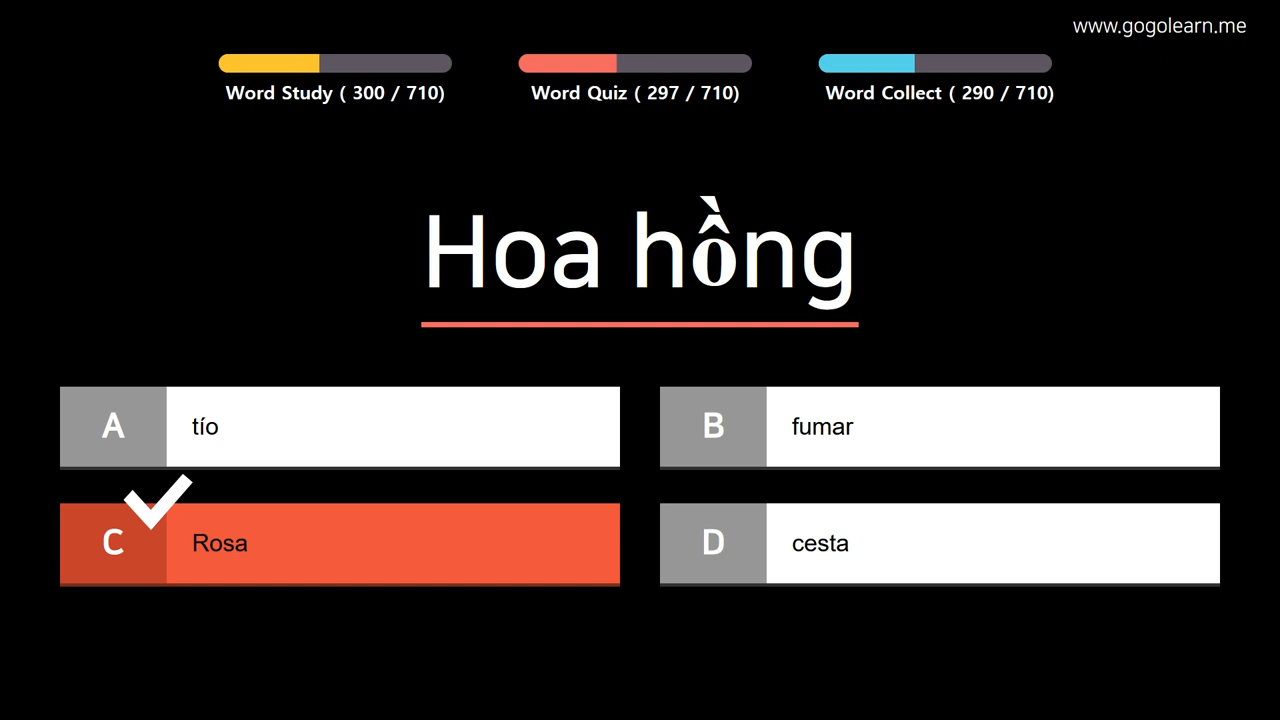 www.gogolearn.me
Word Study ( 300 / 710)
Word Quiz ( 297 / 710)
Word Collect ( 290 / 710)
Hoa hồng
A tío
B fumar
C Rosa
D cesta